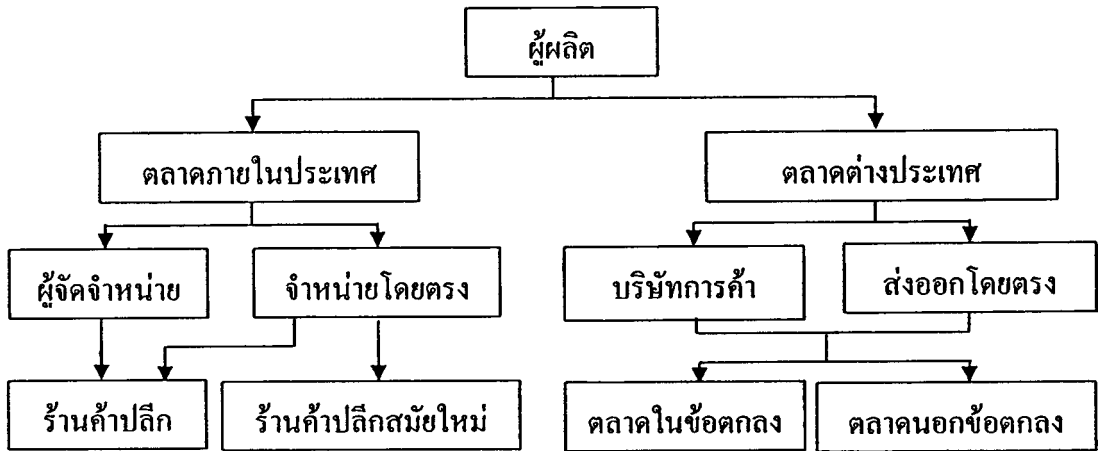 ผู้ผลิต
ตลาดภายในประเทศ
ตลาดต่างประเทศ
ผู้จัดจำหน่าย
จำหน่ายโดยตรง
บริษัทการค้า
ส่งออกโดยตรง
ร้านค้าปลีก
ร้านค้าปลีกสมัยใหม่
ตลาดในข้อตกลง
ตลาดนอกข้อตกลง